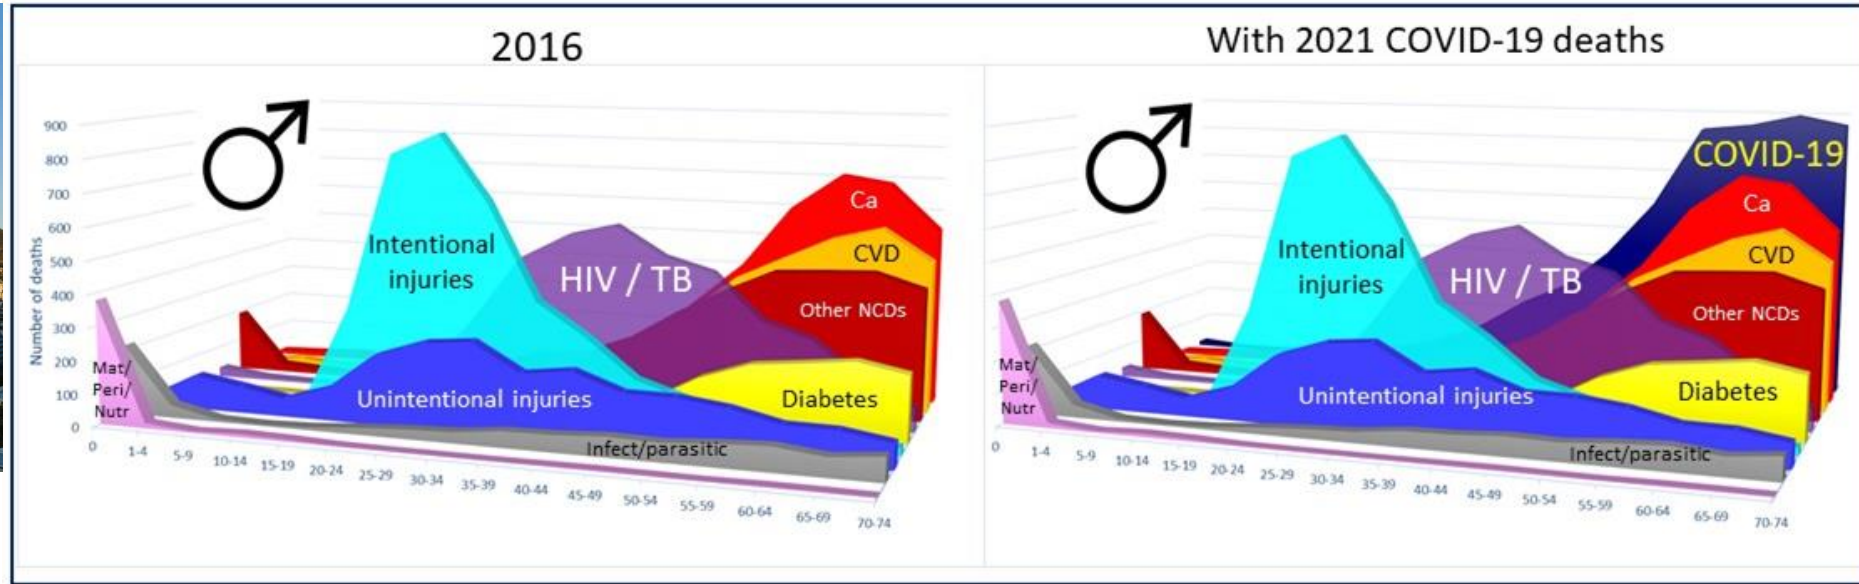 2016
900
800
700
600
500
400
300
200
100
0
Number of deaths
Mat/
Peri/
Nutr
Intentional
injuries
HIV / TB
Ca
CVD
Other NCDs
Unintentional injuries
Diabetes
Infect/parasitic
0 1-4 5-9 10-14 15-19 20-24 25-29 30-34 35-39 40-44 45-49 50-54 55-59 60-64 65-69 70-74
With 2021 COVID-19 deaths
COVID-19
Mat/
Peri/
Nutr
Intentional
injuries
HIV / TB
Ca
CVD
Other NCDs
Unintentional injuries
Diabetes
Infect/parasitic
0 1-4 5-9 10-14 15-19 20-24 25-29 30-34 35-39 40-44 45-49 50-54 55-59 60-64 65-69 70-74